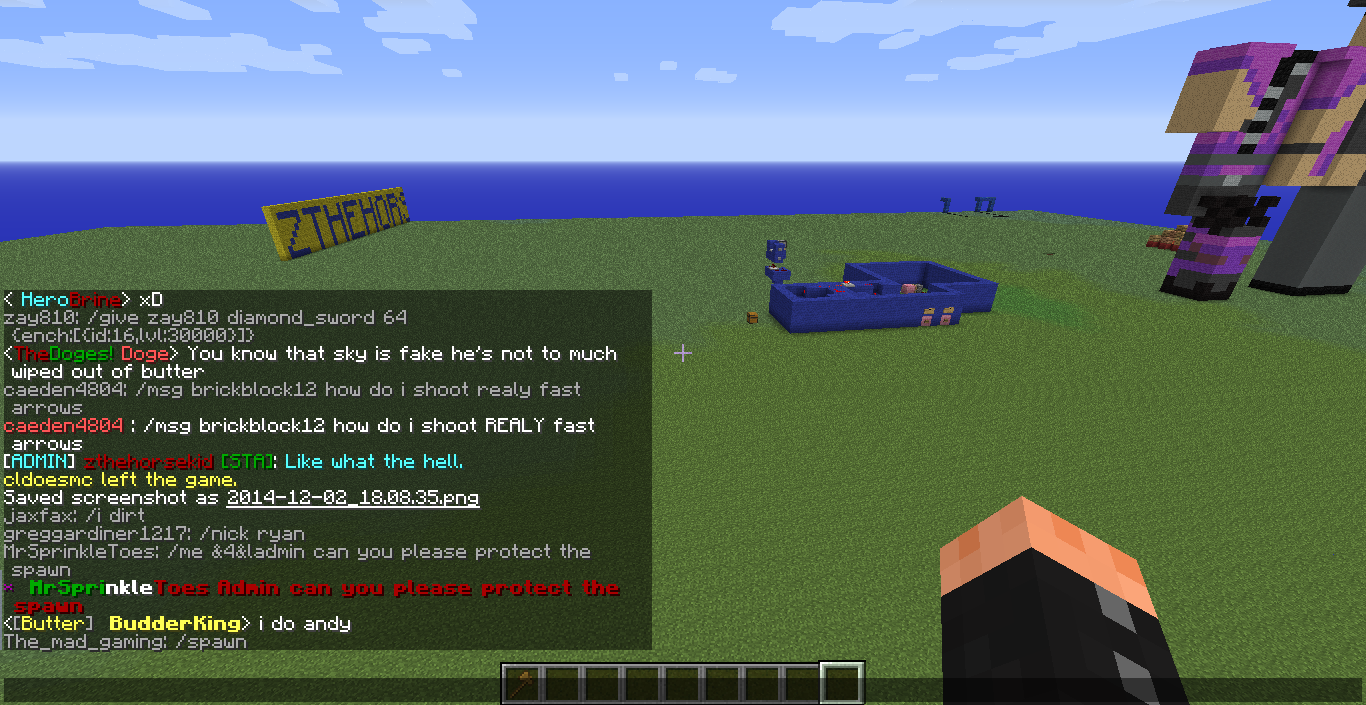 ZTHEHORS
< HeroBrine> xD
zay810: /give zay810 diamond_sword 64
{ench:[{id:16,lvl:30000}]}
<TheDoges! Doge> You know that sky is fake he's not to much
wiped out of butter
caeden4804: /msg brickblock12 how do i shoot realy fast
arrows
caeden4804 : /msg brickblock12 how do i shoot REALY fast
arrows
[ADMIN] zthehorsekid [STA]: Like what the hell.
cldoesmc left the game.
Saved screenshot as 2014-12-02_18.08.35.png
jaxfax: /i dirt
greggardiner1217: /nick ryan
MrSprinkleToes: /me &4&ladmin can you please protect the
spawn
* MrSprinkleToes Admin can you please protect the
spawn
<[Butter] BudderKing> i do andy
The_mad_gaming: /spawn